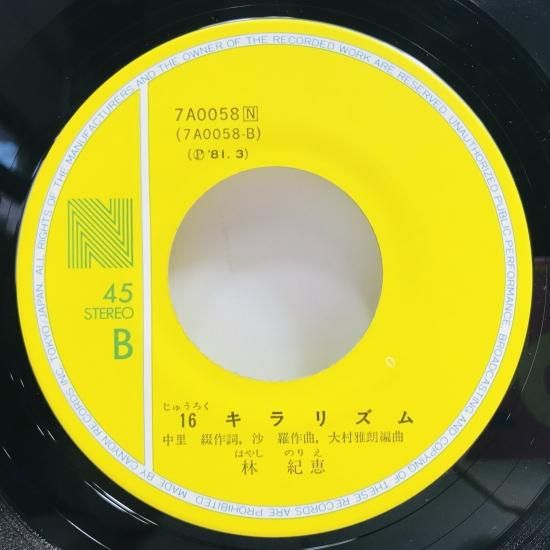 7A0058 N
(7A0058-B)
(Ⓟ '81. 3)
N
45
STEREO
B
じゅうろく
16 キラリズム
中里 綴作詞, 沙 羅作曲, 大村雅朗編曲
はやし のりえ
林 紀恵
MADE BY CANYON RECORDS INC. TOKYO JAPAN. ALL RIGHTS OF THE MANUFACTURERS AND THE OWNER OF THE RECORDED WORK ARE RESERVED. UNAUTHORIZED PUBLIC PERFORMANCE, BROADCASTING AND COPYING OF THESE RECORDS ARE PROHIBITED.